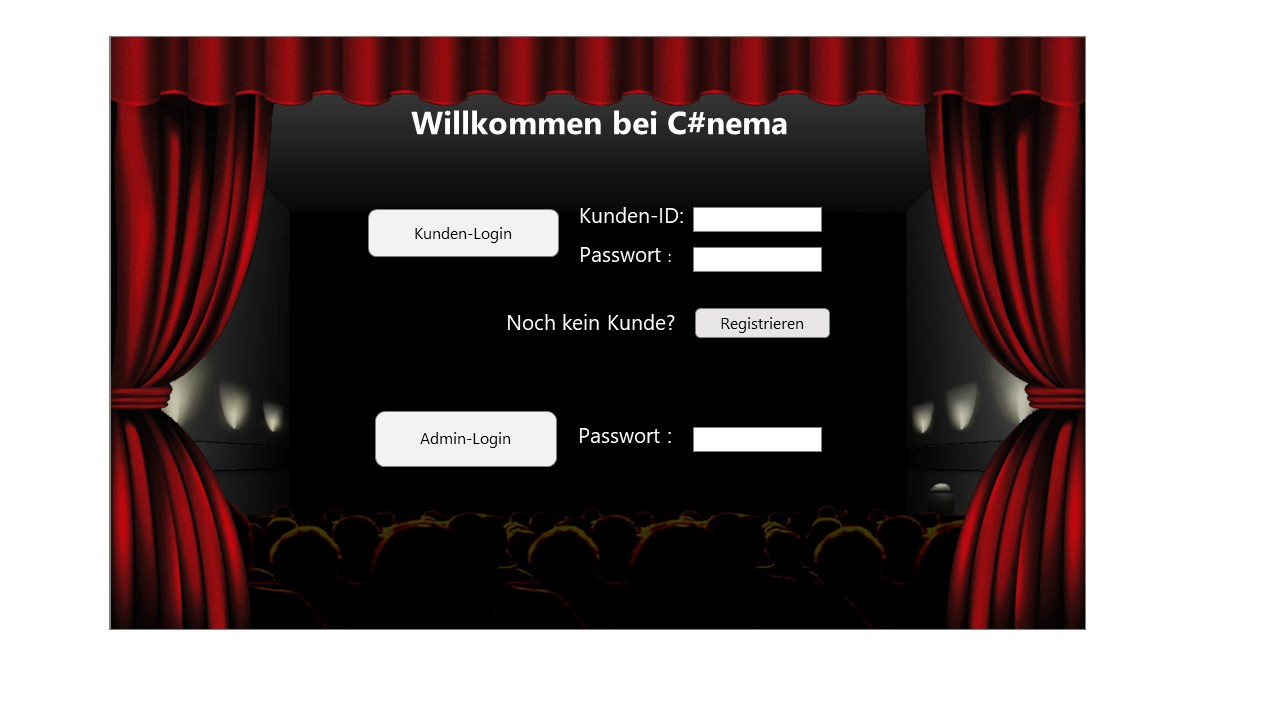 Willkommen bei C#nema
Kunden-Login
Kunden-ID:
Passwort :
Noch kein Kunde?
Registrieren
Admin-Login
Passwort :